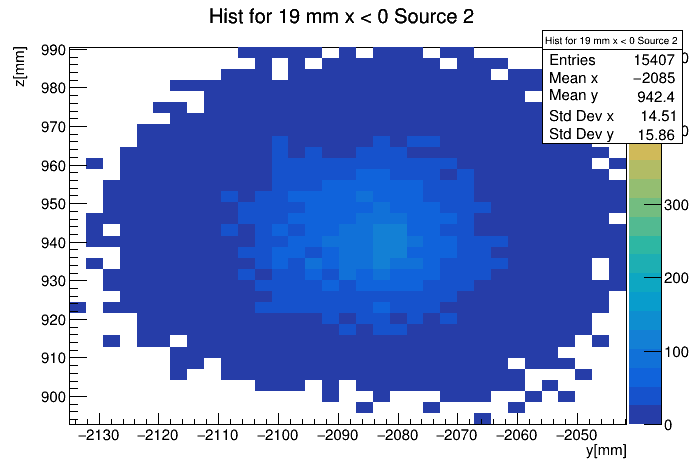 Hist for 19 mm x < 0 Source 2
z[mm]
990
980
970
960
950
940
930
920
910
900
−2130 −2120 −2110 −2100 −2090 −2080 −2070 −2060 −2050
y[mm]
Hist for 19 mm x < 0 Source 2
Entries 15407
Mean x −2085
Mean y 942.4
Std Dev x 14.51
Std Dev y 15.86
300
200
100
0